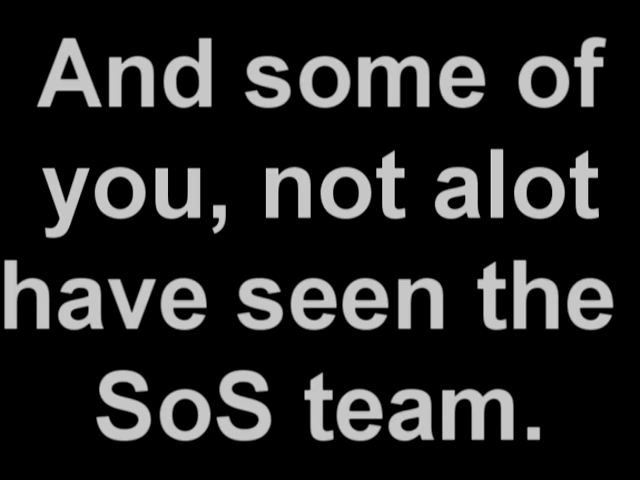 And some of
you, not alot
have seen the
SoS team.